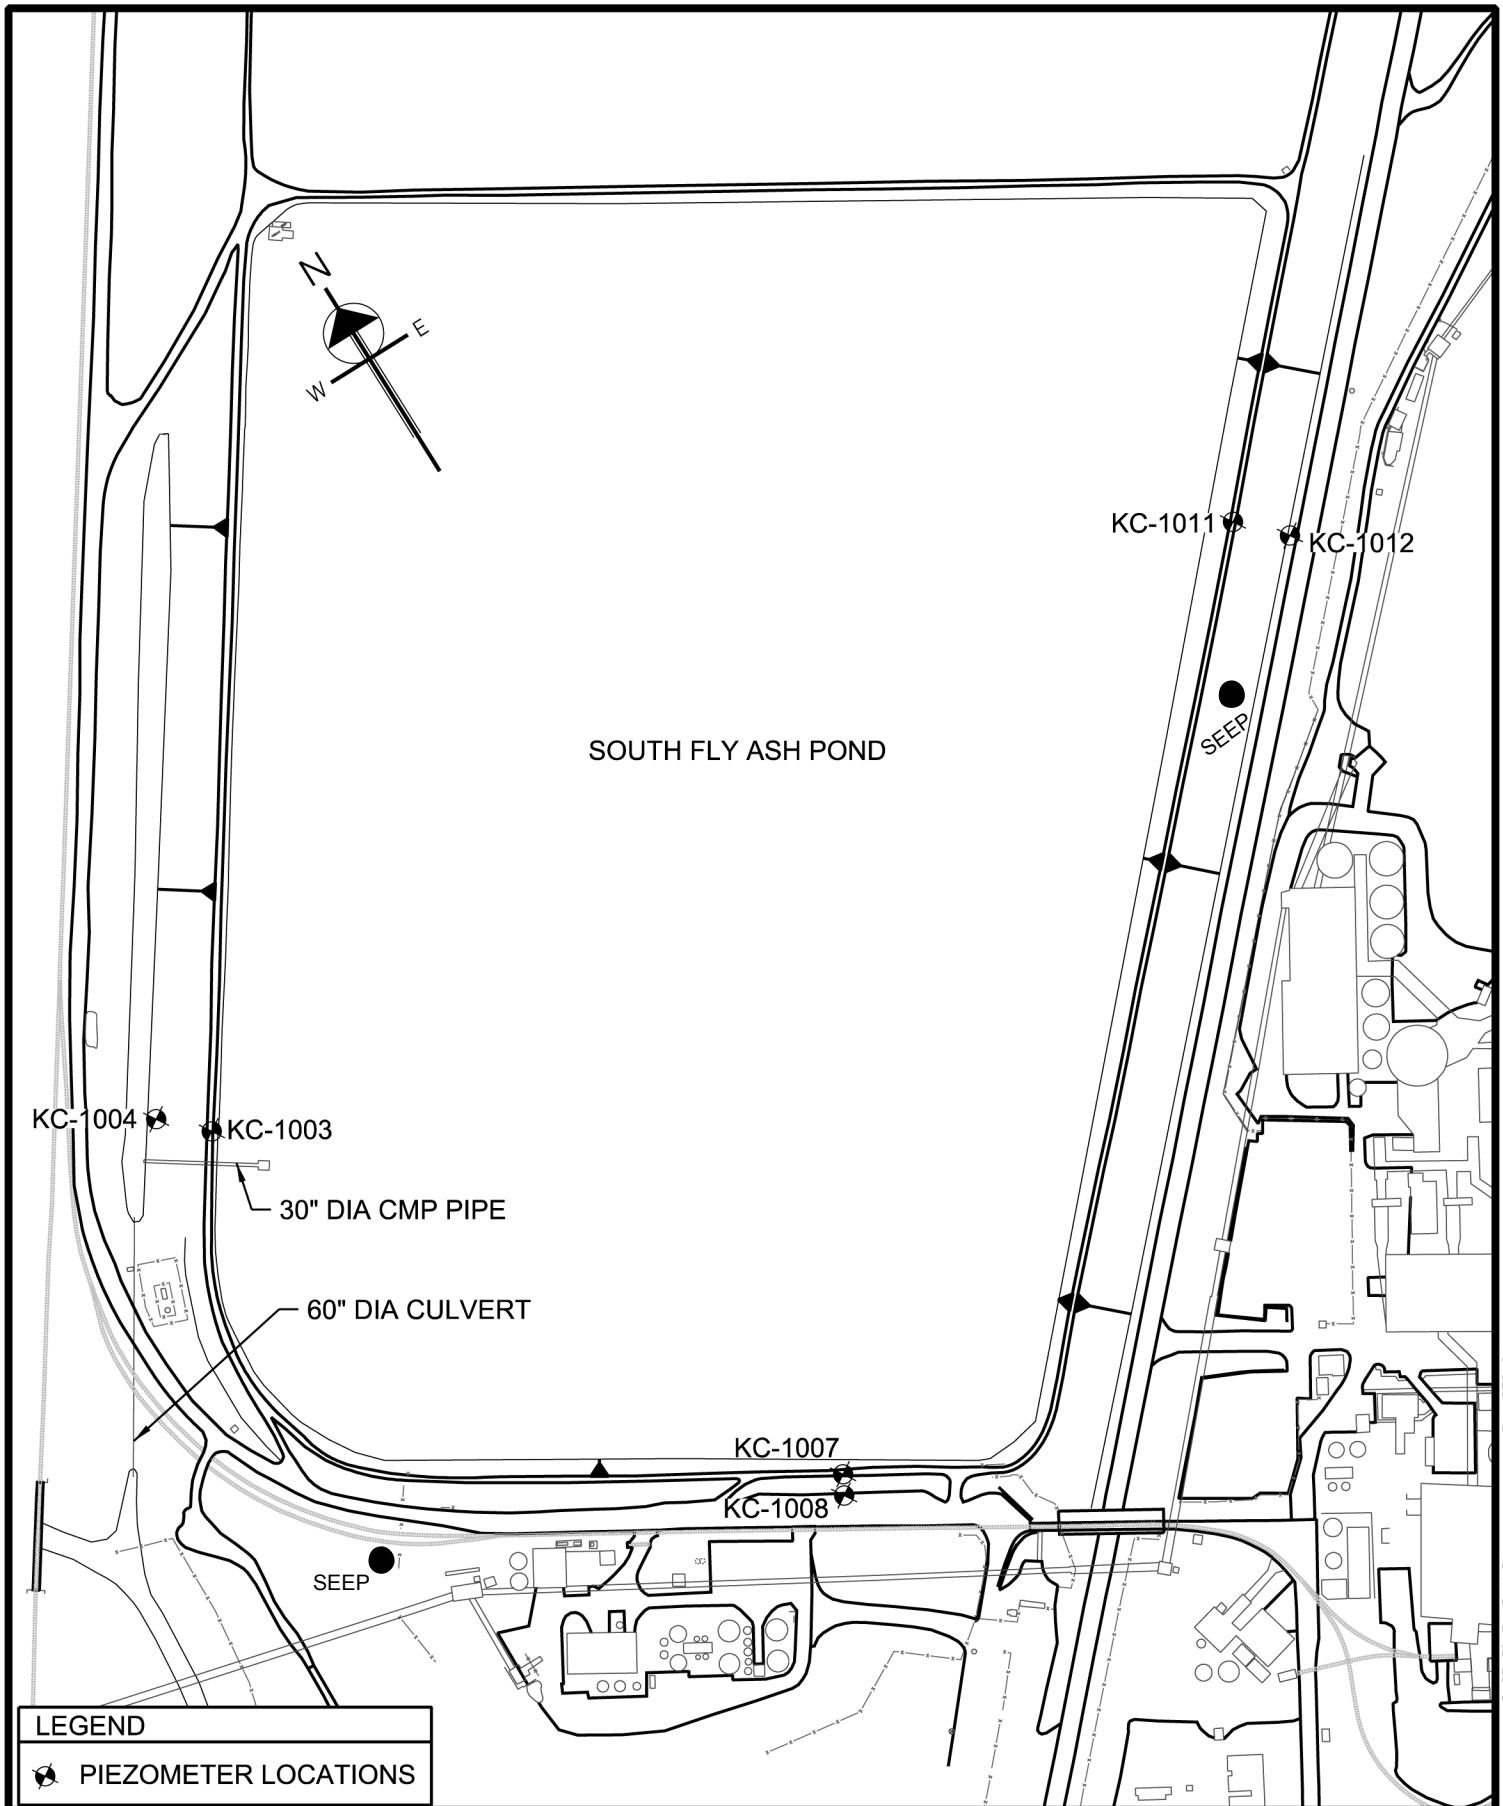 N
E
W
KC-1011
KC-1012
SEEP
SOUTH FLY ASH POND
KC-1004
KC-1003
30" DIA CMP PIPE
60" DIA CULVERT
KC-1007
KC-1008
SEEP
LEGEND
PIEZOMETER LOCATIONS